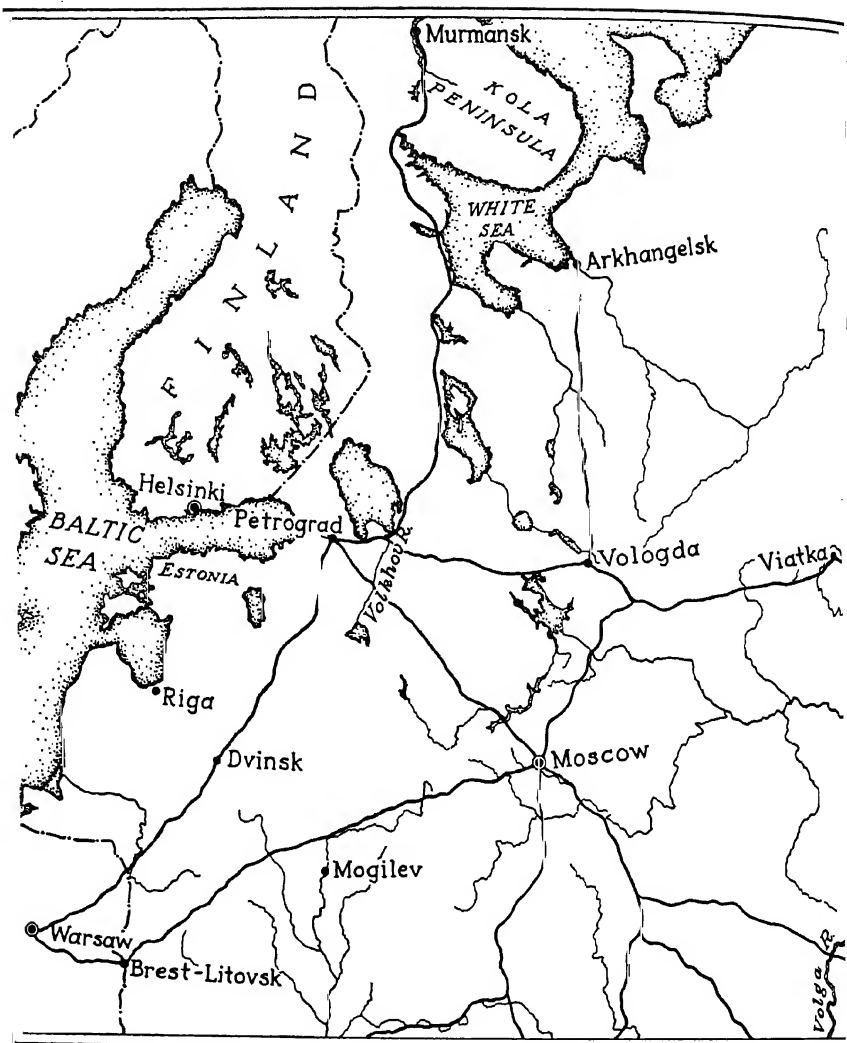 Murmansk
KOLA
PENINSULA
FINLAND
WHITE
SEA
Arkhangelsk
Helsinki
Petrograd
BALTIC
SEA
ESTONIA
Volkhov R.
Vologda
Viatka
Riga
Dvinsk
Moscow
Mogilev
Warsaw
Brest-Litovsk
Volga R.